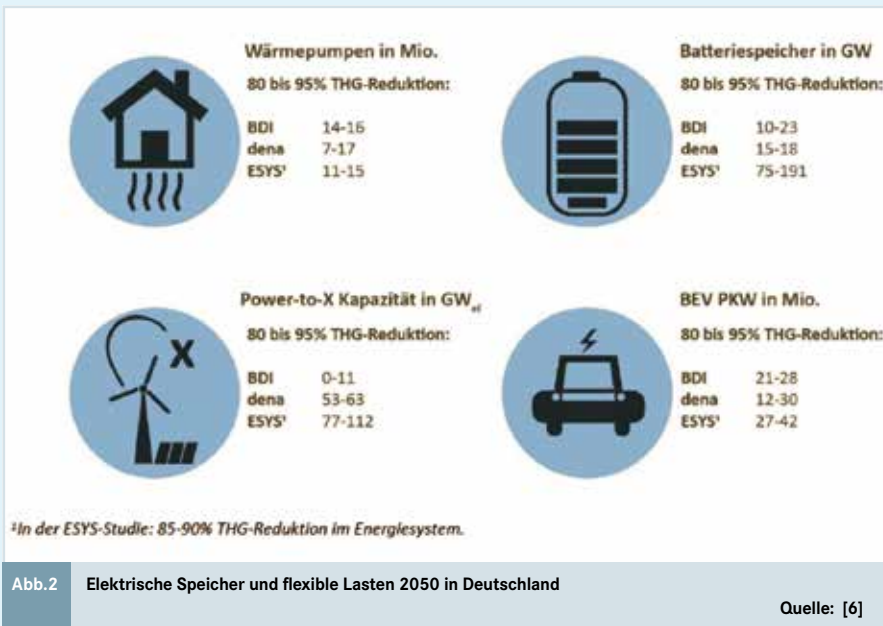 Wärmepumpen in Mio.
80 bis 95% THG-Reduktion:
BDI 14-16
dena 7-17
ESYS¹ 11-15
Batteriespeicher in GW
80 bis 95% THG-Reduktion:
BDI 10-23
dena 15-18
ESYS¹ 75-191
Power-to-X Kapazität in GWel
80 bis 95% THG-Reduktion:
BDI 0-11
dena 53-63
ESYS¹ 77-112
X
BEV PKW in Mio.
80 bis 95% THG-Reduktion:
BDI 21-28
dena 12-30
ESYS¹ 27-42
¹In der ESYS-Studie: 85-90% THG-Reduktion im Energiesystem.
Abb.2 Elektrische Speicher und flexible Lasten 2050 in Deutschland
Quelle: [6]